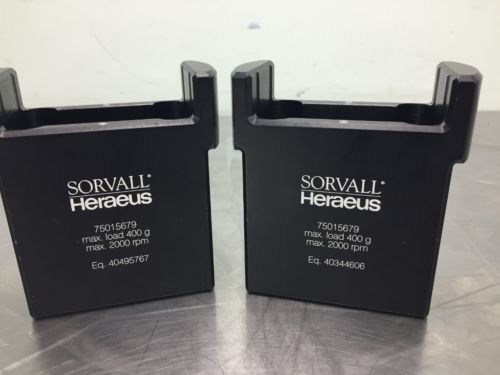 SORVALL®
Heraeus
75015679
max. load 400 g
max. 2000 rpm
Eq. 40495767
SORVALL®
Heraeus
75015679
max. load 400 g
max. 2000 rpm
Eq. 40344606